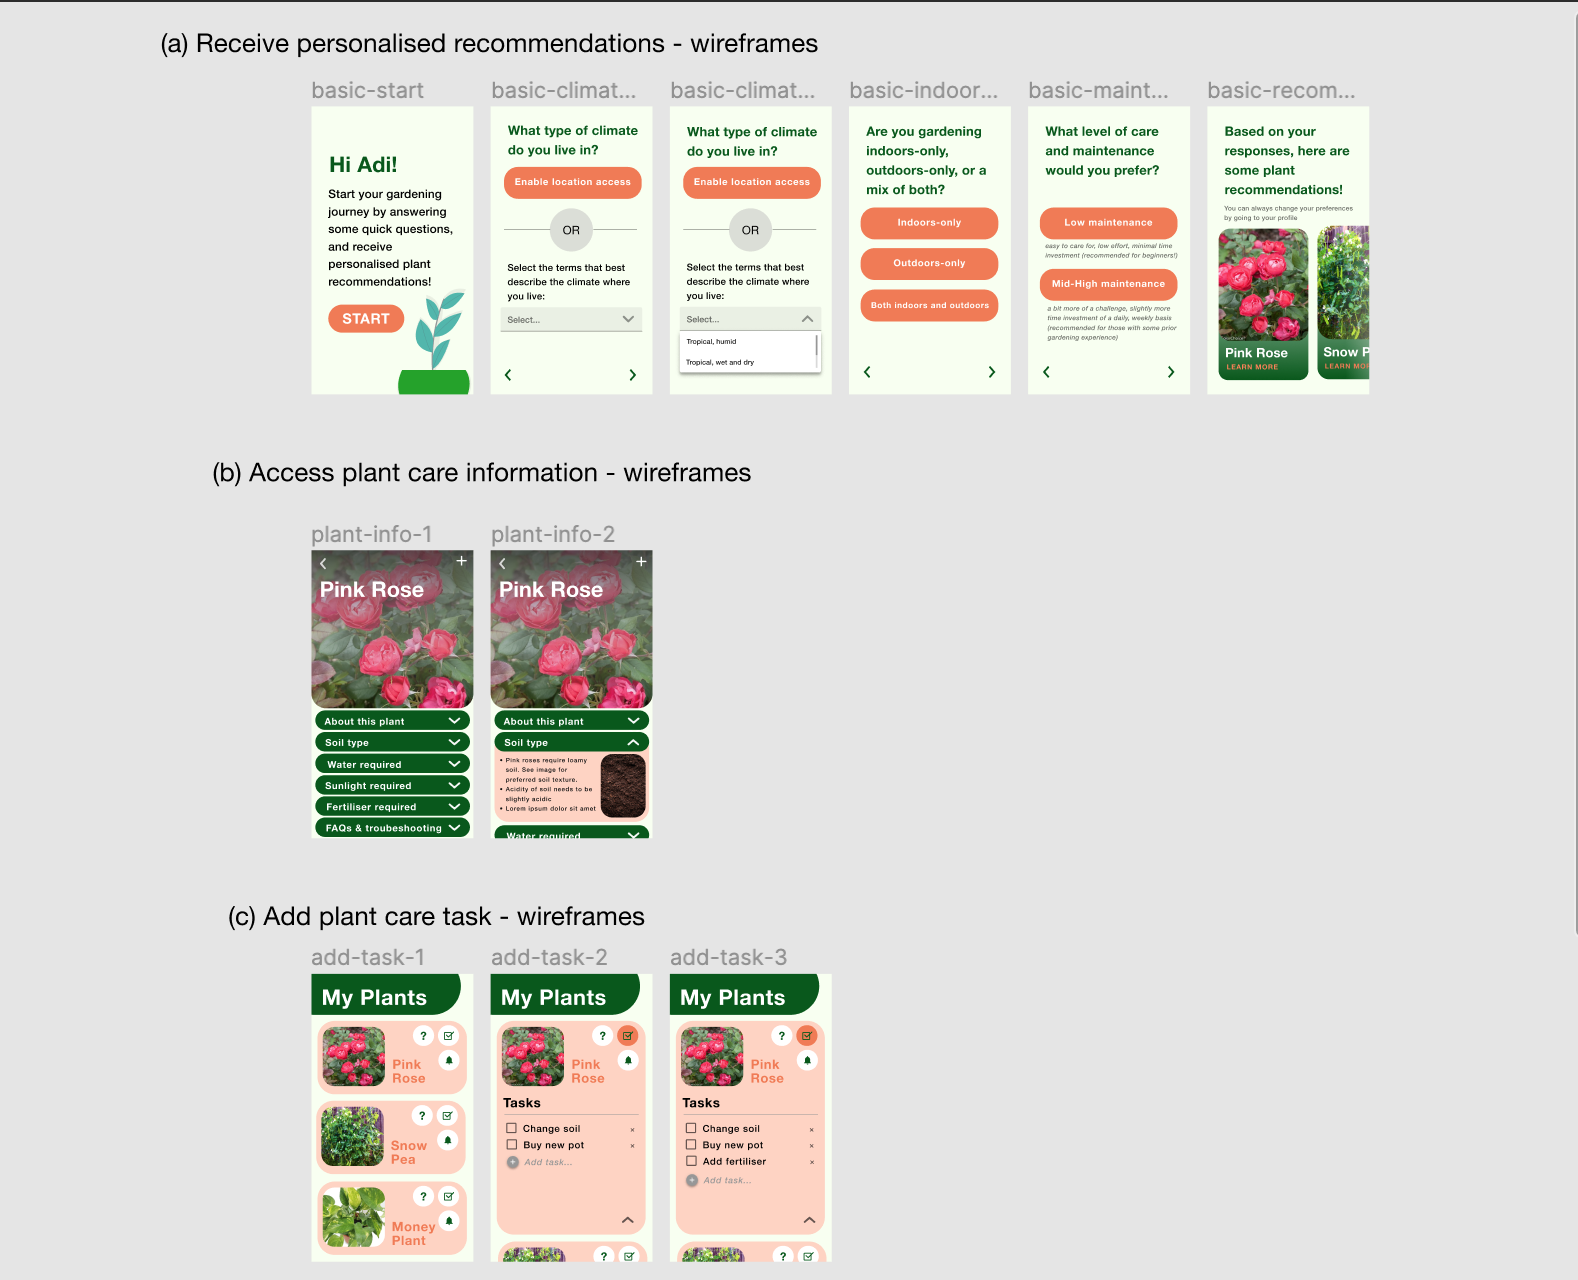 (a) Receive personalised recommendations - wireframes
basic-start
basic-climat...
basic-climat...
basic-indoor...
basic-maint...
basic-recom...
Hi Adi!
Start your gardening
journey by answering
some quick questions,
and receive
personalised plant
recommendations!
START
What type of climate
do you live in?
Enable location access
OR
Select the terms that best
describe the climate where
you live:
Select...
What type of climate
do you live in?
Enable location access
OR
Select the terms that best
describe the climate where
you live:
Select...
Tropical, humid
Tropical, wet and dry
Are you gardening
indoors-only,
outdoors-only, or a
mix of both?
Indoors-only
Outdoors-only
Both indoors and outdoors
What level of care
and maintenance
would you prefer?
Low maintenance
easy to care for, low effort, minimal time
investment (recommended for beginners!)
Mid-High maintenance
a bit more of a challenge, slightly more
time investment of a daily, weekly basis
(recommended for those with some prior
gardening experience)
Based on your
responses, here are
some plant
recommendations!
You can always change your preferences
by going to your profile
Pink Rose
LEARN MORE
Snow P
LEARN MOR
(b) Access plant care information - wireframes
plant-info-1
plant-info-2
Pink Rose
About this plant
Soil type
Water required
Sunlight required
Fertiliser required
FAQs & troubeshooting
Pink Rose
About this plant
Soil type
• Pink roses require loamy
soil. See image for
preferred soil texture.
• Acidity of soil needs to be
slightly acidic
• Lorem ipsum dolor sit amet
Water required
(c) Add plant care task - wireframes
add-task-1
add-task-2
add-task-3
My Plants
?
Pink
Rose
?
Snow
Pea
?
Money
Plant
My Plants
?
Pink
Rose
Tasks
Change soil ×
Buy new pot ×
+ Add task...
?
My Plants
?
Pink
Rose
Tasks
Change soil ×
Buy new pot ×
Add fertiliser ×
+ Add task...
?